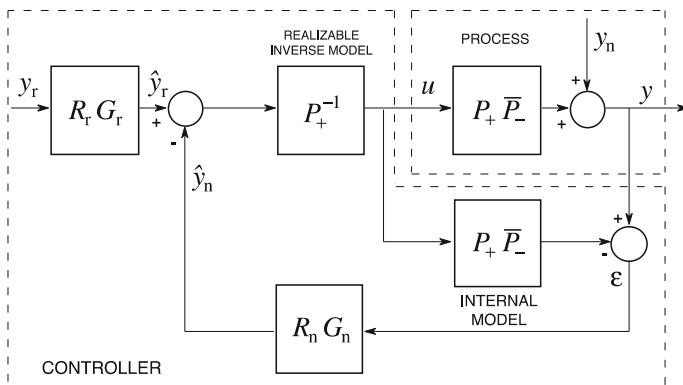 REALIZABLE
INVERSE MODEL
PROCESS
y_n
y_r
R_r G_r
ŷ_r
+
-
P_+^{-1}
u
P_+ P̅_-
+
+
y
ŷ_n
P_+ P̅_-
+
-
ε
INTERNAL
MODEL
R_n G_n
CONTROLLER